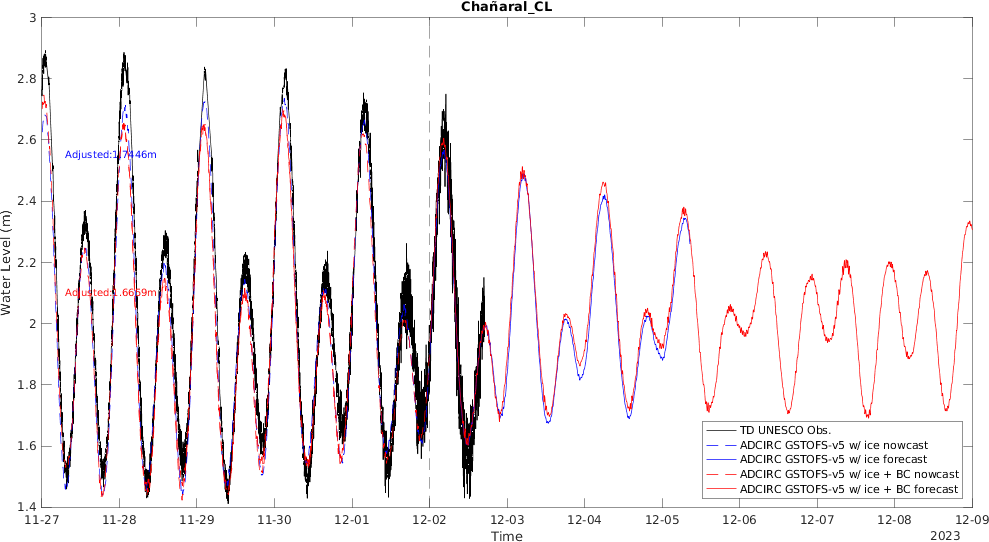 Chañaral_CL
3
2.8
2.6
2.4
2.2
2
1.8
1.6
1.4
Water Level (m)
Adjusted:1.7446m
Adjusted:1.6659m
TD UNESCO Obs.
ADCIRC GSTOFS-v5 w/ ice nowcast
ADCIRC GSTOFS-v5 w/ ice forecast
ADCIRC GSTOFS-v5 w/ ice + BC nowcast
ADCIRC GSTOFS-v5 w/ ice + BC forecast
11-27 11-28 11-29 11-30 12-01 12-02 12-03 12-04 12-05 12-06 12-07 12-08 12-09
Time
2023